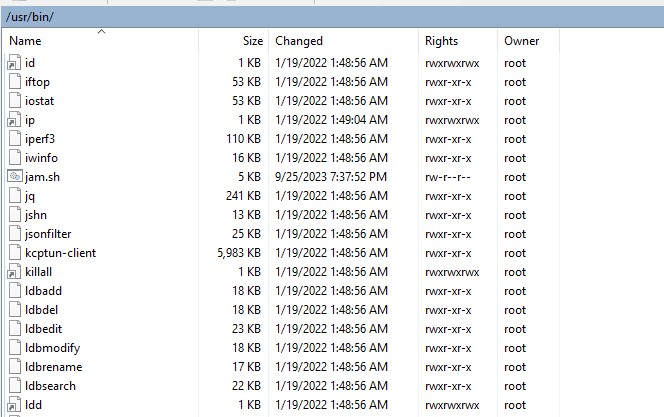 /usr/bin/
Name Size Changed Rights Owner
id 1 KB 1/19/2022 1:48:56 AM rwxrwxrwx root
iftop 53 KB 1/19/2022 1:48:56 AM rwxr-xr-x root
iostat 53 KB 1/19/2022 1:48:56 AM rwxr-xr-x root
ip 1 KB 1/19/2022 1:49:04 AM rwxrwxrwx root
iperf3 110 KB 1/19/2022 1:48:56 AM rwxr-xr-x root
iwinfo 16 KB 1/19/2022 1:48:56 AM rwxr-xr-x root
jam.sh 5 KB 9/25/2023 7:37:52 PM rw-r--r-- root
jq 241 KB 1/19/2022 1:48:56 AM rwxr-xr-x root
jshn 13 KB 1/19/2022 1:48:56 AM rwxr-xr-x root
jsonfilter 25 KB 1/19/2022 1:48:56 AM rwxr-xr-x root
kcptun-client 5,983 KB 1/19/2022 1:48:56 AM rwxr-xr-x root
killall 1 KB 1/19/2022 1:48:56 AM rwxrwxrwx root
ldbadd 18 KB 1/19/2022 1:48:56 AM rwxr-xr-x root
ldbdel 18 KB 1/19/2022 1:48:56 AM rwxr-xr-x root
ldbedit 23 KB 1/19/2022 1:48:56 AM rwxr-xr-x root
ldbmodify 18 KB 1/19/2022 1:48:56 AM rwxr-xr-x root
ldbrename 17 KB 1/19/2022 1:48:56 AM rwxr-xr-x root
ldbsearch 22 KB 1/19/2022 1:48:56 AM rwxr-xr-x root
ldd 1 KB 1/19/2022 1:48:56 AM rwxrwxrwx root